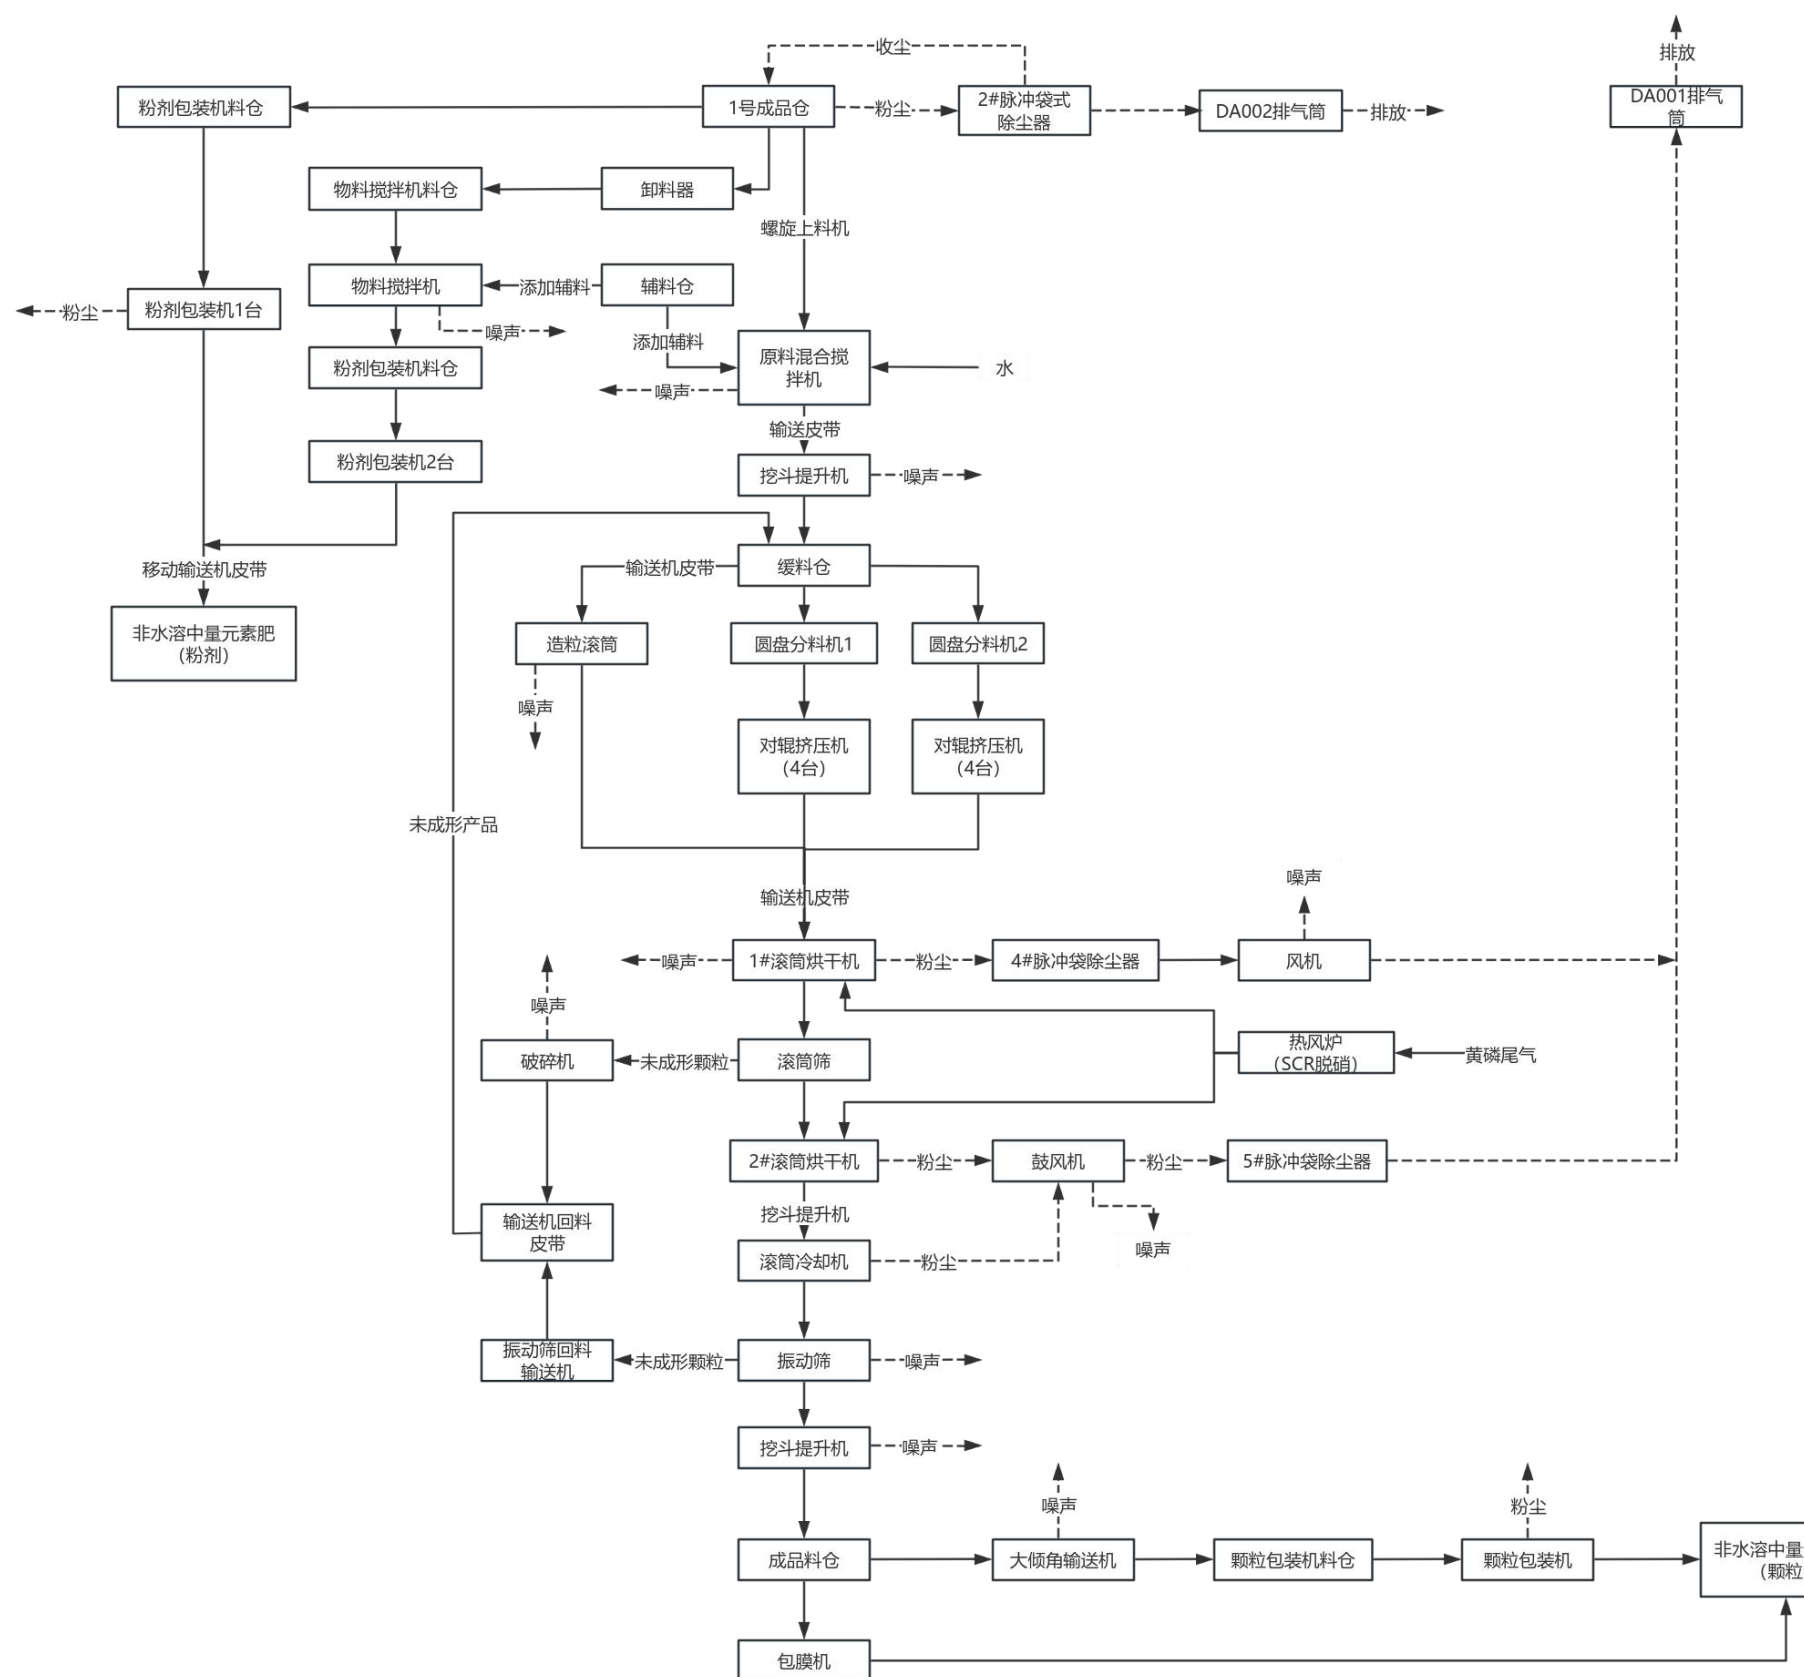 收尘
排放
粉剂包装机料仓
1号成品仓
粉尘
2#脉冲袋式
除尘器
DA002排气筒
排放
DA001排气
筒
物料搅拌机料仓
卸料器
螺旋上料机
物料搅拌机
添加辅料
辅料仓
粉尘
粉剂包装机1台
噪声
添加辅料
原料混合搅
拌机
水
粉剂包装机料仓
噪声
输送皮带
粉剂包装机2台
挖斗提升机
噪声
移动输送机皮带
输送机皮带
缓料仓
非水溶中量元素肥
（粉剂）
造粒滚筒
圆盘分料机1
圆盘分料机2
噪声
对辊挤压机
（4台）
对辊挤压机
（4台）
未成形产品
输送机皮带
噪声
噪声
1#滚筒烘干机
粉尘
4#脉冲袋除尘器
风机
噪声
破碎机
未成形颗粒
滚筒筛
热风炉
（SCR脱硝）
黄磷尾气
2#滚筒烘干机
粉尘
鼓风机
粉尘
5#脉冲袋除尘器
输送机回料
皮带
挖斗提升机
噪声
滚筒冷却机
粉尘
振动筛回料
输送机
未成形颗粒
振动筛
噪声
挖斗提升机
噪声
噪声
粉尘
成品料仓
大倾角输送机
颗粒包装机料仓
颗粒包装机
非水溶中量
（颗粒
包膜机